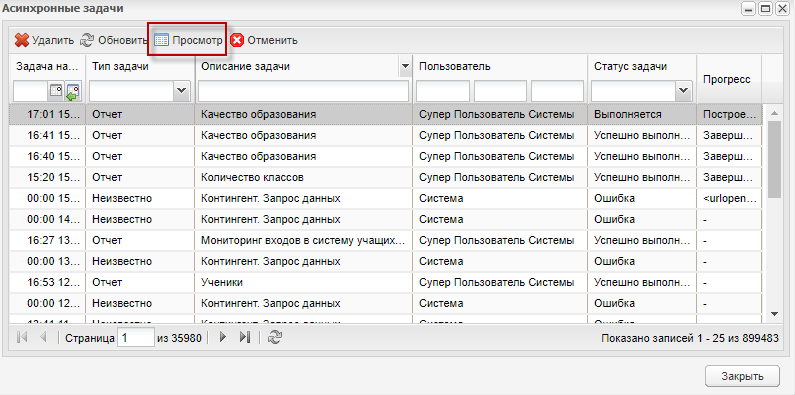 Асинхронные задачи
Удалить Обновить Просмотр Отменить
Задача на... Тип задачи Описание задачи Пользователь Статус задачи Прогресс
17:01 15... Отчет Качество образования Супер Пользователь Системы Выполняется Построе...
16:41 15... Отчет Качество образования Супер Пользователь Системы Успешно выполн... Заверш...
16:40 15... Отчет Качество образования Супер Пользователь Системы Успешно выполн... Заверш...
15:20 15... Отчет Количество классов Супер Пользователь Системы Успешно выполн... Заверш...
00:00 15... Неизвестно Контингент. Запрос данных Система Ошибка <urlopen...
00:00 14... Неизвестно Контингент. Запрос данных Система Ошибка -
16:27 13... Отчет Мониторинг входов в систему учащих... Супер Пользователь Системы Успешно выполн... -
00:00 13... Неизвестно Контингент. Запрос данных Система Ошибка -
16:53 12... Отчет Ученики Супер Пользователь Системы Успешно выполн... -
00:00 12... Неизвестно Контингент. Запрос данных Система Ошибка -
Страница 1 из 35980 Показано записей 1 - 25 из 899483
Закрыть